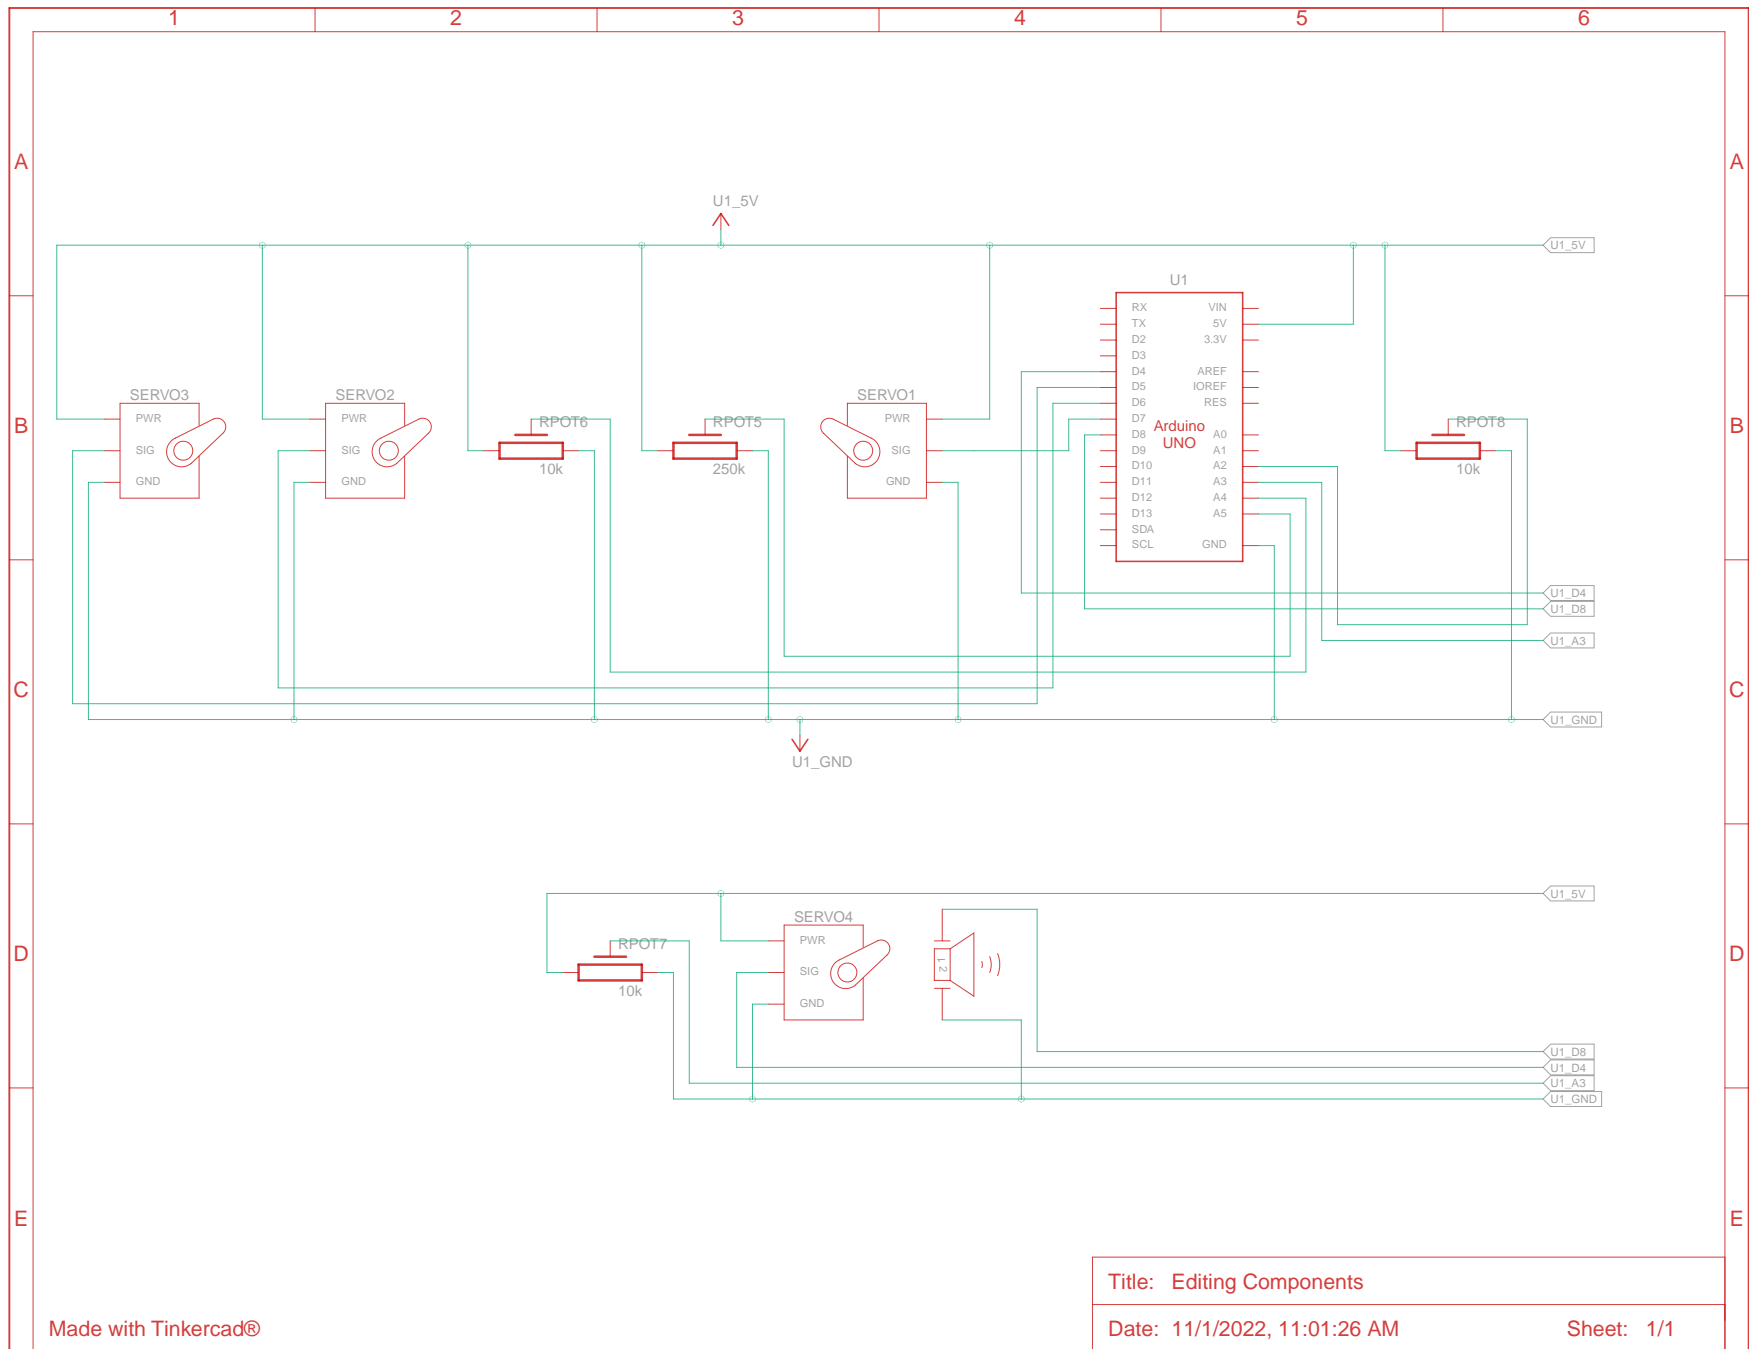 1 2 3 4 5 6
A A
U1_5V
U1_5V
U1
RX VIN
TX 5V
D2 3.3V
D3
D4 AREF
D5 IOREF
D6 RES
D7
D8 A0
D9 A1
D10 A2
D11 A3
D12 A4
D13 A5
SDA
SCL GND
Arduino
UNO
B B
SERVO3
PWR
SIG
GND
SERVO2
PWR
SIG
GND
RPOT6
10k
RPOT5
250k
SERVO1
PWR
SIG
GND
RPOT8
10k
U1_D4
U1_D8
U1_A3
C C
U1_GND
U1_GND
U1_5V
D D
RPOT7
10k
SERVO4
PWR
SIG
GND
1 2
U1_D8
U1_D4
U1_A3
U1_GND
E E
Title: Editing Components
Made with Tinkercad®
Date: 11/1/2022, 11:01:26 AM Sheet: 1/1